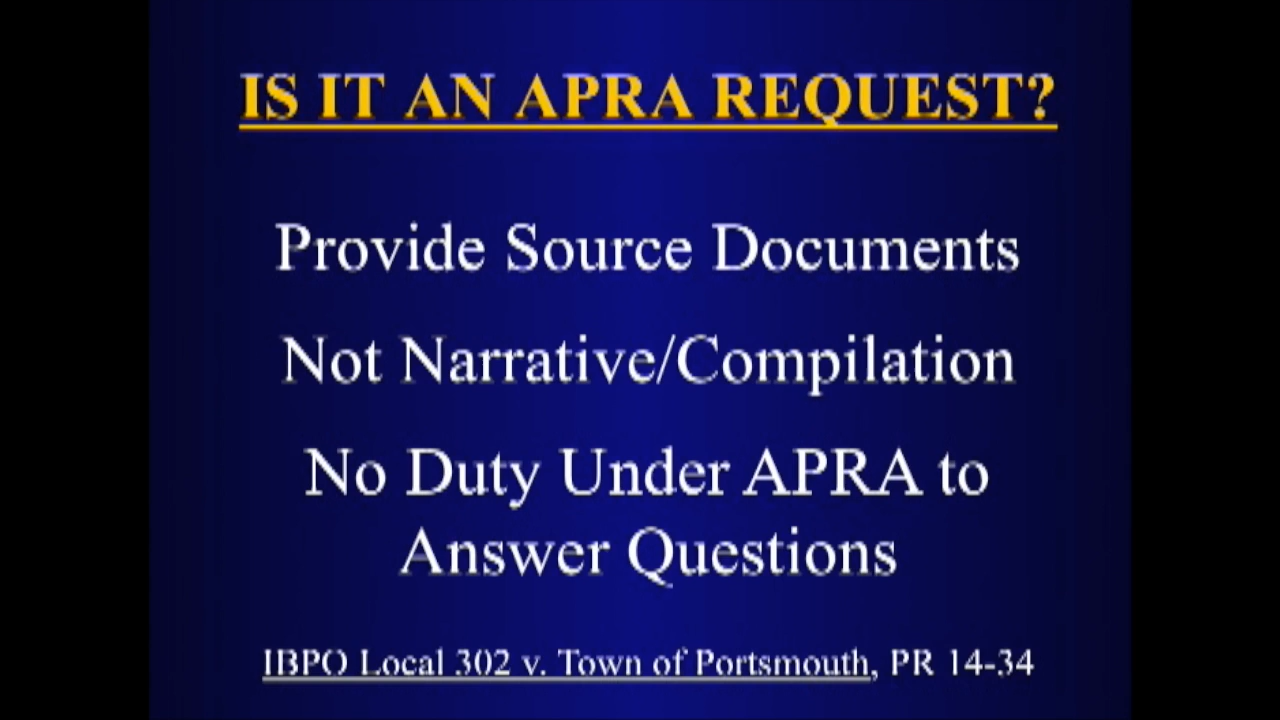 IS IT AN APRA REQUEST?
Provide Source Documents
Not Narrative/Compilation
No Duty Under APRA to
Answer Questions
IBPO Local 302 v. Town of Portsmouth, PR 14-34